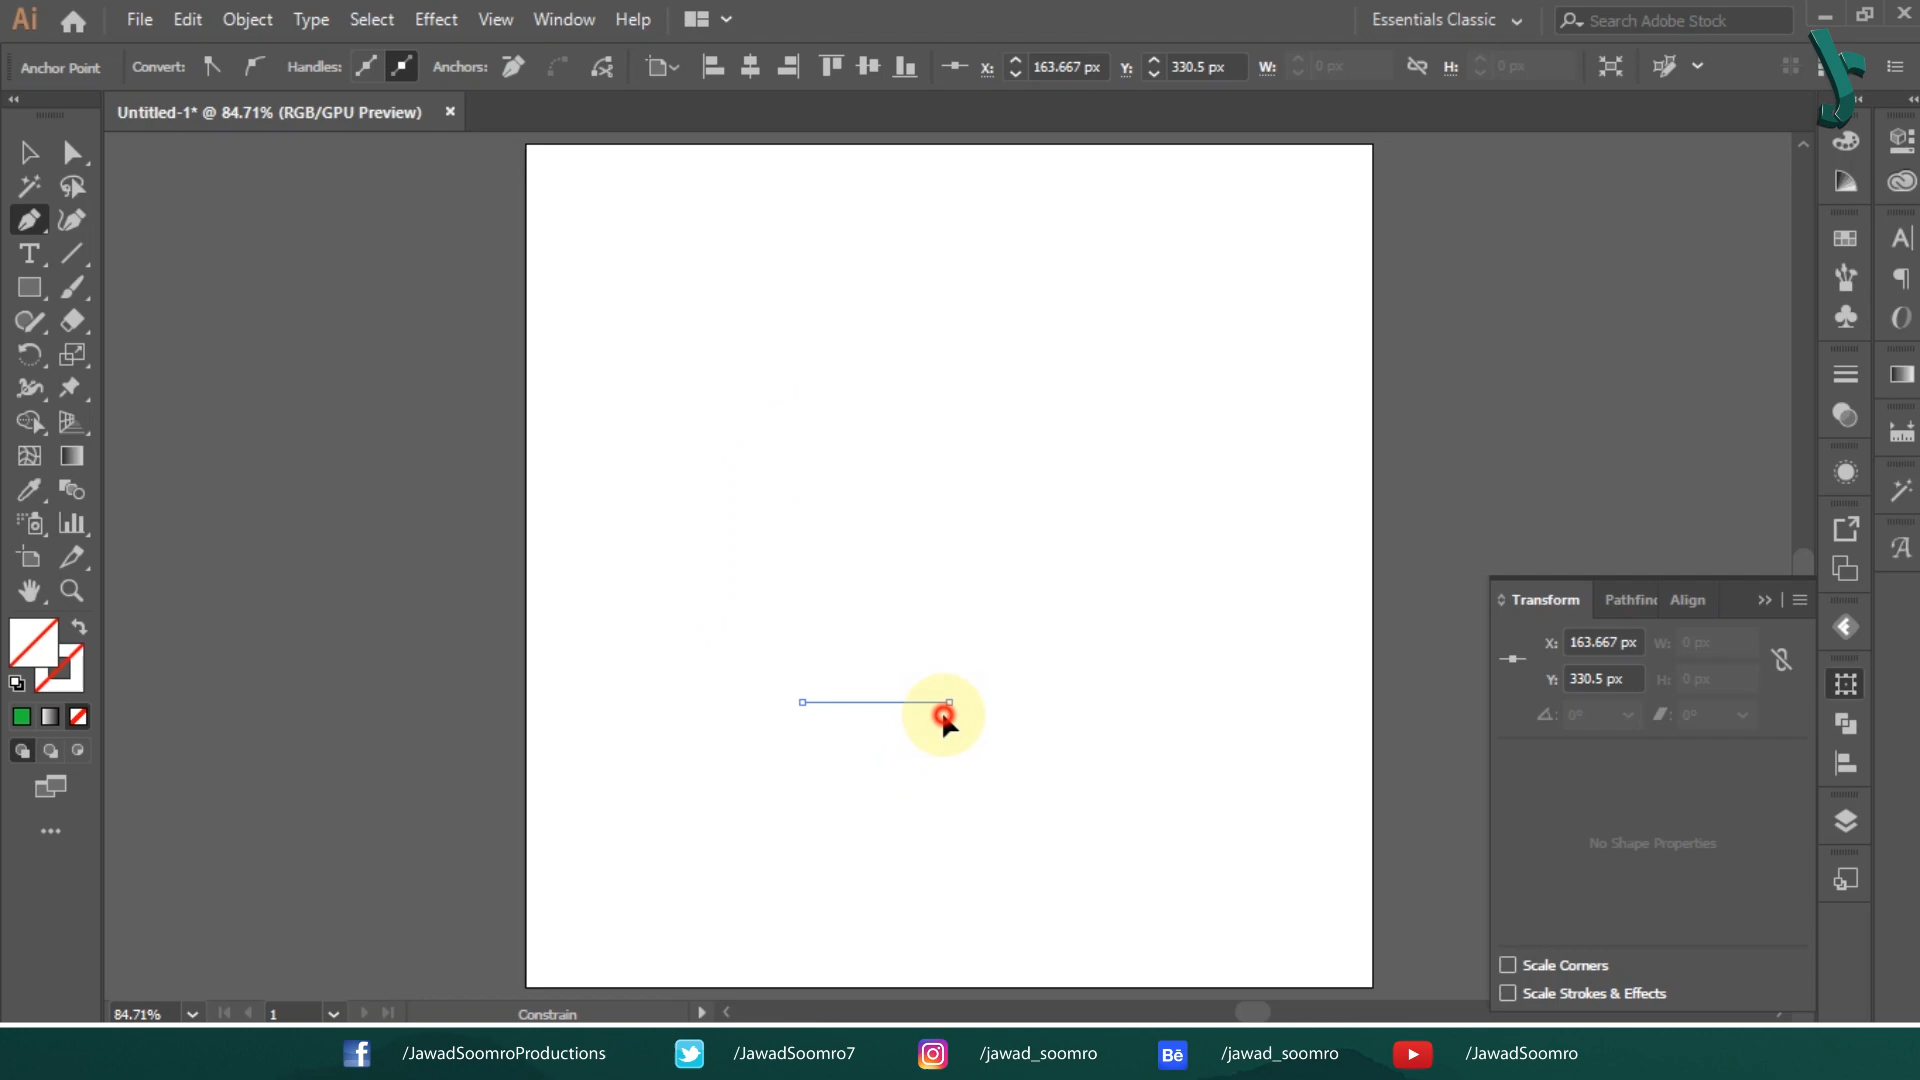 Ai File Edit Object Type Select Effect View Window Help Essentials Classic Search Adobe Stock
Anchor Point Convert: Handles: Anchors: X: 163.667 px Y: 330.5 px W: 0 px H: 0 px
Untitled-1* @ 84.71% (RGB/GPU Preview)
Transform Pathfinc Align
X: 163.667 px W: 0 px
Y: 330.5 px H: 0 px
0° 0°
No Shape Properties
Scale Corners
Scale Strokes & Effects
84.71% 1 Constrain
/JawadSoomroProductions /JawadSoomro7 /jawad_soomro Bē /jawad_soomro /JawadSoomro